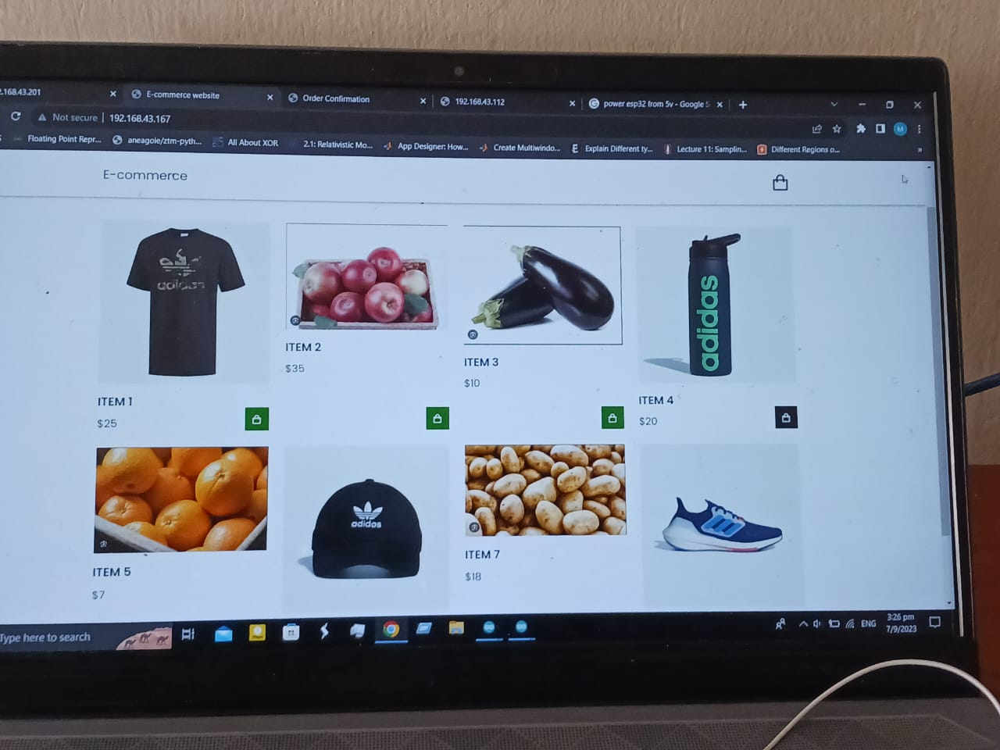 2.168.43.201
E-commerce website
Order Confirmation
192.168.43.112
power esp32 from 5v - Google S
Not secure
192.168.43.167
M
Floating Point Repr...
aneagoie/ztm-pyth...
All About XOR
2.1: Relativistic Mo...
App Designer: How...
Create Multiwindo...
Explain Different ty...
Lecture 11: Samplin...
Different Regions o...
E-commerce
adidas
adidas
ITEM 1
$25
ITEM 2
$35
ITEM 3
$10
ITEM 4
$20
adidas
ITEM 5
$7
ITEM 7
$18
Type here to search
ENG
3:26 pm
7/9/2023